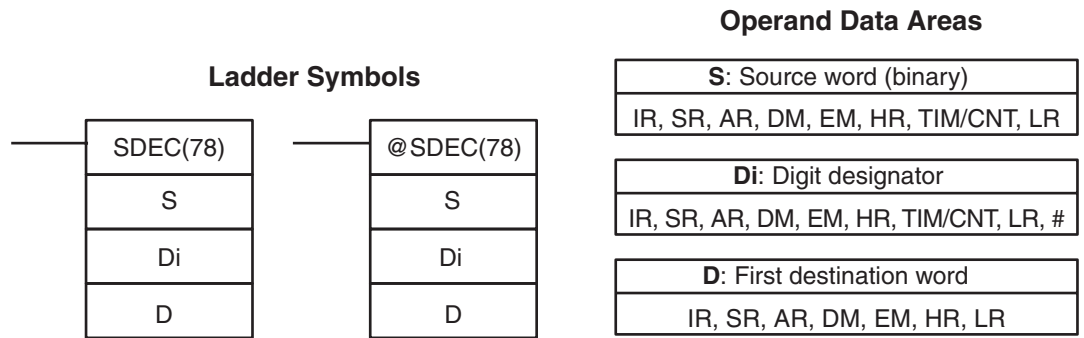 Ladder Symbols
SDEC(78)
S
Di
D
@SDEC(78)
S
Di
D
Operand Data Areas
S: Source word (binary)
IR, SR, AR, DM, EM, HR, TIM/CNT, LR
Di: Digit designator
IR, SR, AR, DM, EM, HR, TIM/CNT, LR, #
D: First destination word
IR, SR, AR, DM, EM, HR, LR